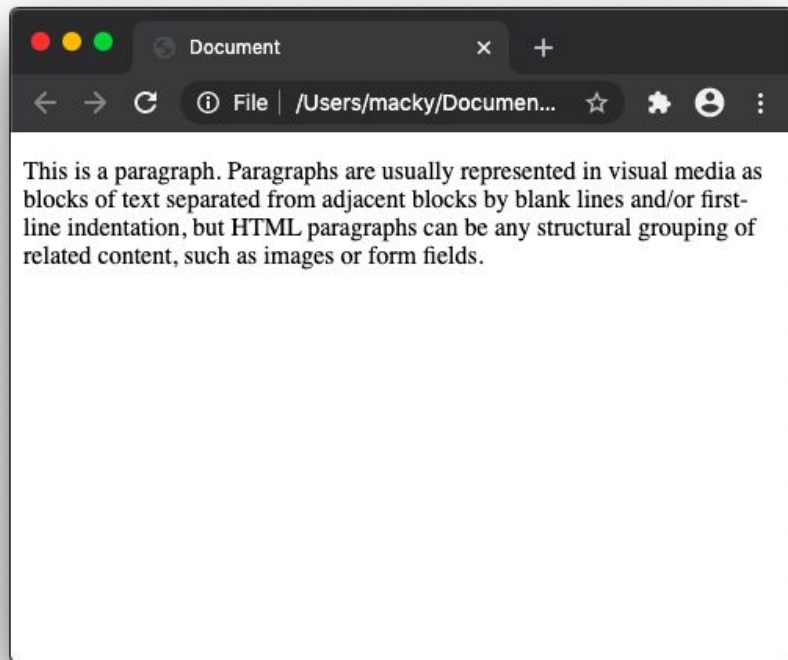 Document
File /Users/macky/Documen...
This is a paragraph. Paragraphs are usually represented in visual media as
blocks of text separated from adjacent blocks by blank lines and/or first-
line indentation, but HTML paragraphs can be any structural grouping of
related content, such as images or form fields.